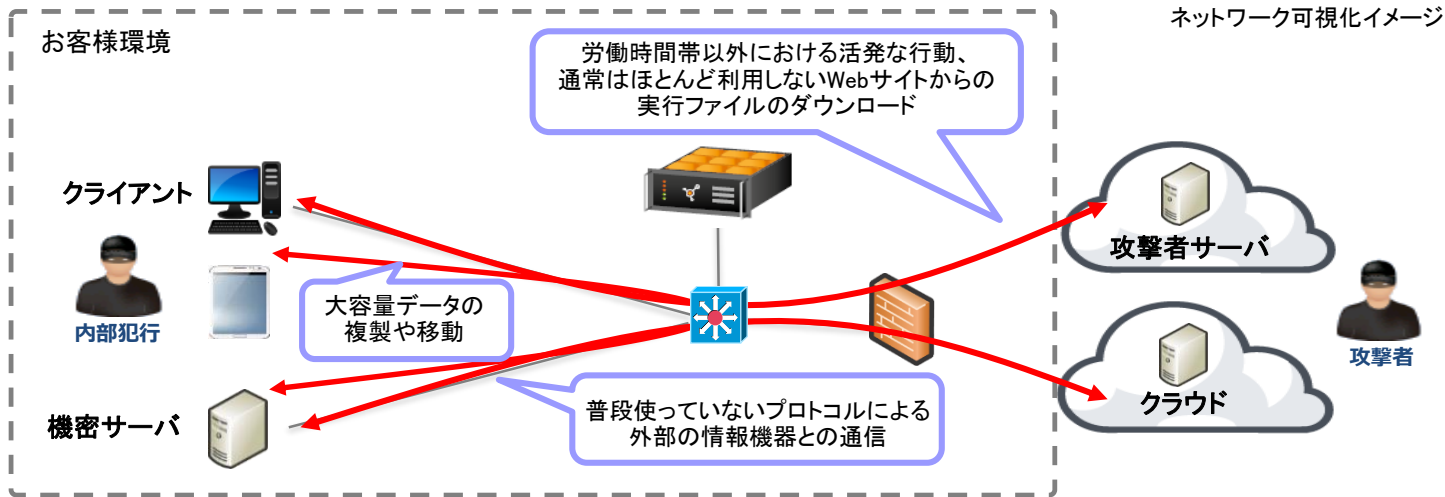 ネットワーク可視化イメージ
お客様環境
労働時間帯以外における活発な行動、
通常はほとんど利用しないWebサイトからの
実行ファイルのダウンロード
クライアント
内部犯行
大容量データの
複製や移動
攻撃者サーバ
攻撃者
機密サーバ
普段使っていないプロトコルによる
外部の情報機器との通信
クラウド